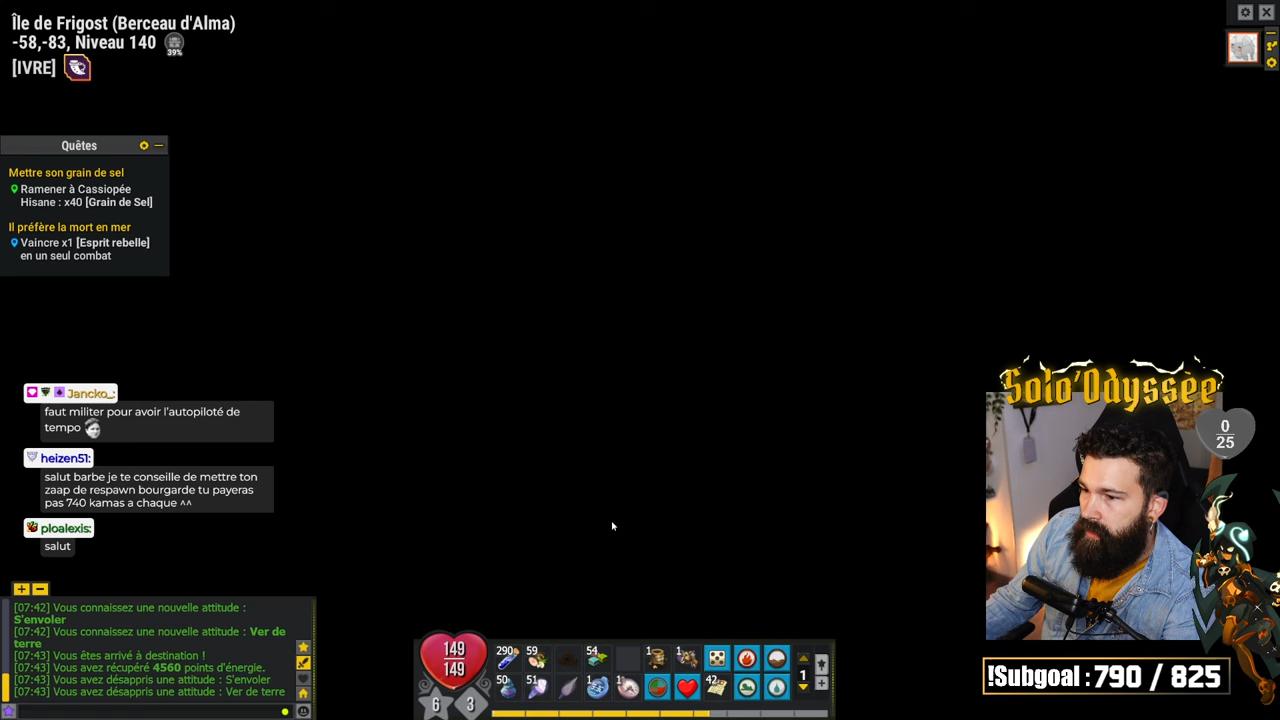 Île de Frigost (Berceau d'Alma)
-58,-83, Niveau 140
39%
[IVRE]
Quêtes
Mettre son grain de sel
Ramener à Cassiopée
Hisane : x40 [Grain de Sel]
Il préfère la mort en mer
Vaincre x1 [Esprit rebelle]
en un seul combat
Jancko_:
faut militer pour avoir l'autopiloté de
tempo
heizen51:
salut barbe je te conseille de mettre ton
zaap de respawn bourgarde tu payeras
pas 740 kamas a chaque ^^
ploalexis:
salut
[07:42] Vous connaissez une nouvelle attitude :
S'envoler
[07:42] Vous connaissez une nouvelle attitude : Ver de
terre
[07:43] Vous êtes arrivé à destination !
[07:43] Vous avez récupéré 4560 points d'énergie.
[07:43] Vous avez désappris une attitude : S'envoler
[07:43] Vous avez désappris une attitude : Ver de terre
149
149
6
3
290
59
54
1
1
50
51
1
1
42
1
Solo'Odyssée
0
25
!Subgoal : 790 / 825